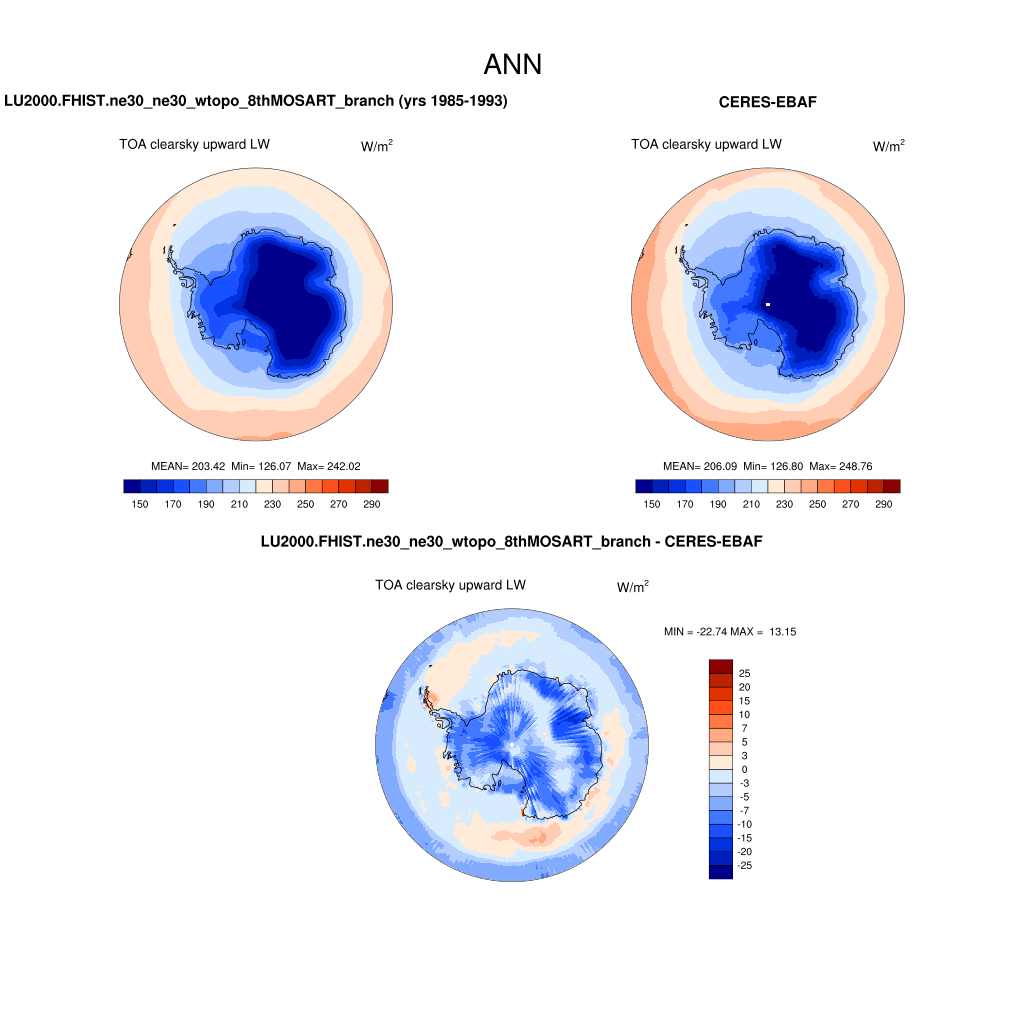 ANN
LU2000.FHIST.ne30_ne30_wtopo_8thMOSART_branch (yrs 1985-1993)
CERES-EBAF
TOA clearsky upward LW W/m²
TOA clearsky upward LW W/m²
MEAN= 203.42 Min= 126.07 Max= 242.02
MEAN= 206.09 Min= 126.80 Max= 248.76
150 170 190 210 230 250 270 290
150 170 190 210 230 250 270 290
LU2000.FHIST.ne30_ne30_wtopo_8thMOSART_branch - CERES-EBAF
TOA clearsky upward LW W/m²
MIN = -22.74 MAX = 13.15
25
20
15
10
7
5
3
0
-3
-5
-7
-10
-15
-20
-25